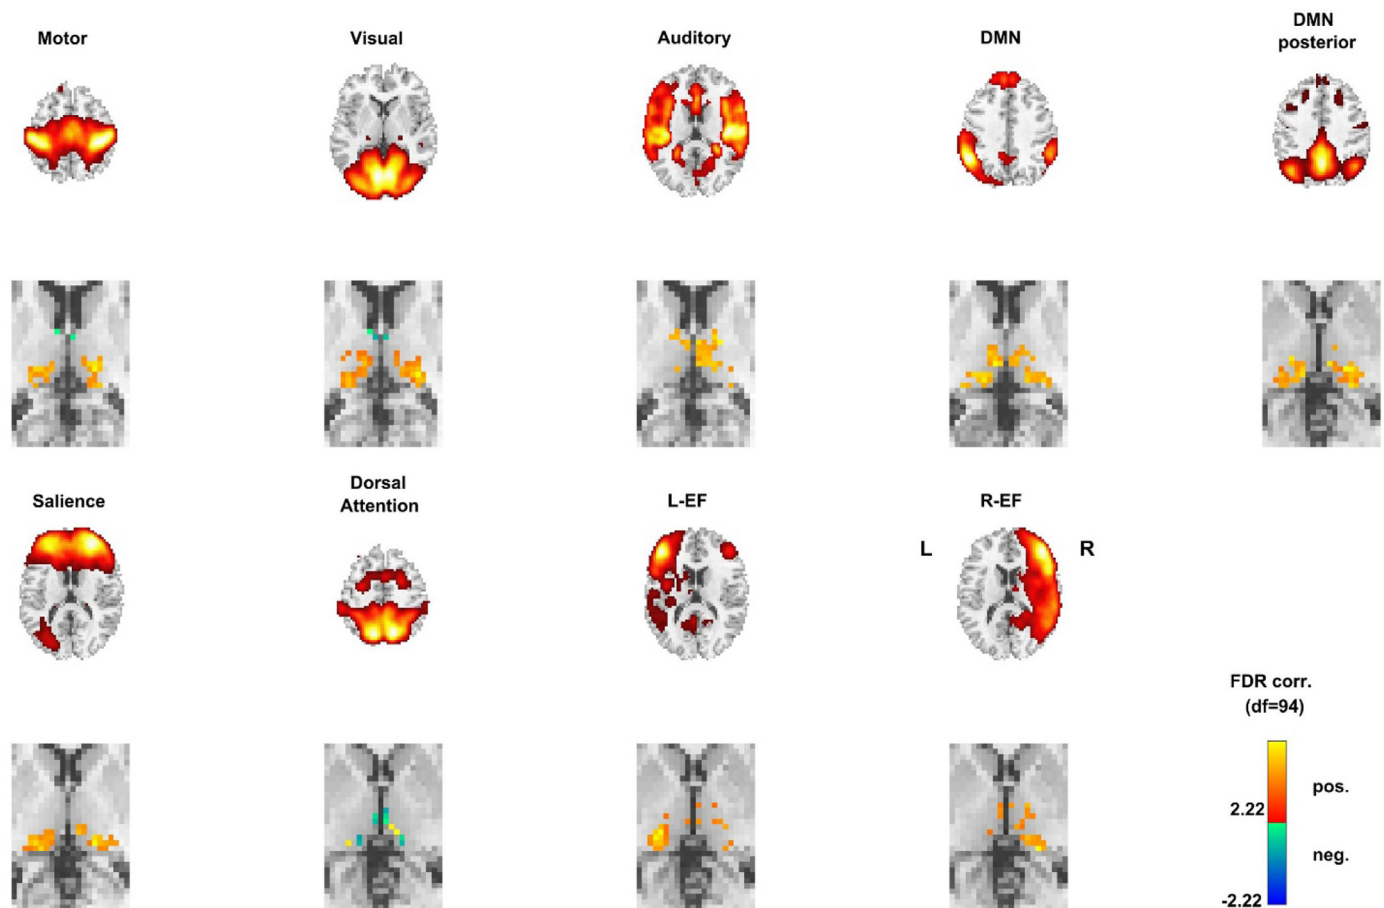 Motor
Visual
Auditory
DMN
DMN
posterior
Salience
Dorsal
Attention
L-EF
R-EF
L
R
FDR corr.
(df=94)
pos.
2.22
neg.
-2.22